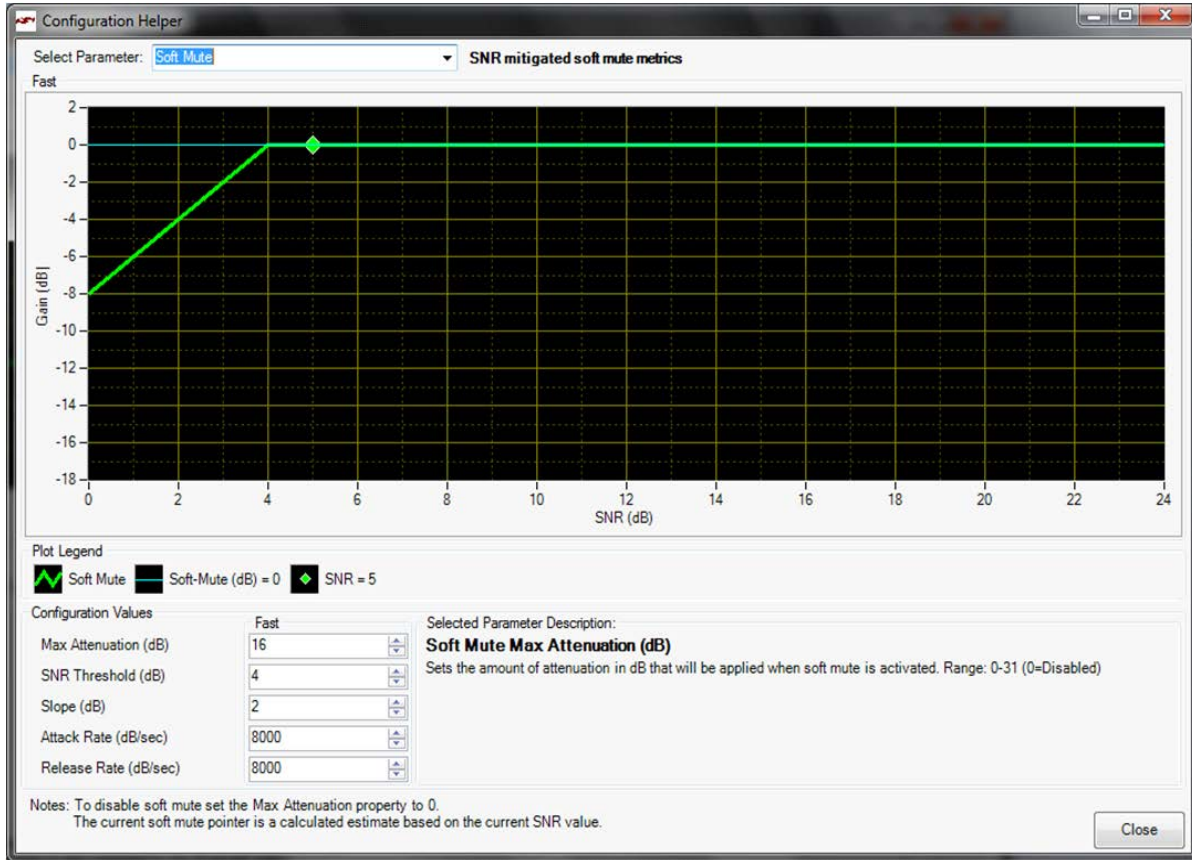 Configuration Helper
Select Parameter: Soft Mute SNR mitigated soft mute metrics
Fast
2
0
-2
-4
-6
-8
-10
-12
-14
-16
-18
Gain (dB)
0 2 4 6 8 10 12 14 16 18 20 22 24
SNR (dB)
Plot Legend
Soft Mute Soft-Mute (dB) = 0 SNR = 5
Configuration Values
Fast
Max Attenuation (dB) 16
SNR Threshold (dB) 4
Slope (dB) 2
Attack Rate (dB/sec) 8000
Release Rate (dB/sec) 8000
Selected Parameter Description:
Soft Mute Max Attenuation (dB)
Sets the amount of attenuation in dB that will be applied when soft mute is activated. Range: 0-31 (0=Disabled)
Notes: To disable soft mute set the Max Attenuation property to 0.
The current soft mute pointer is a calculated estimate based on the current SNR value.
Close